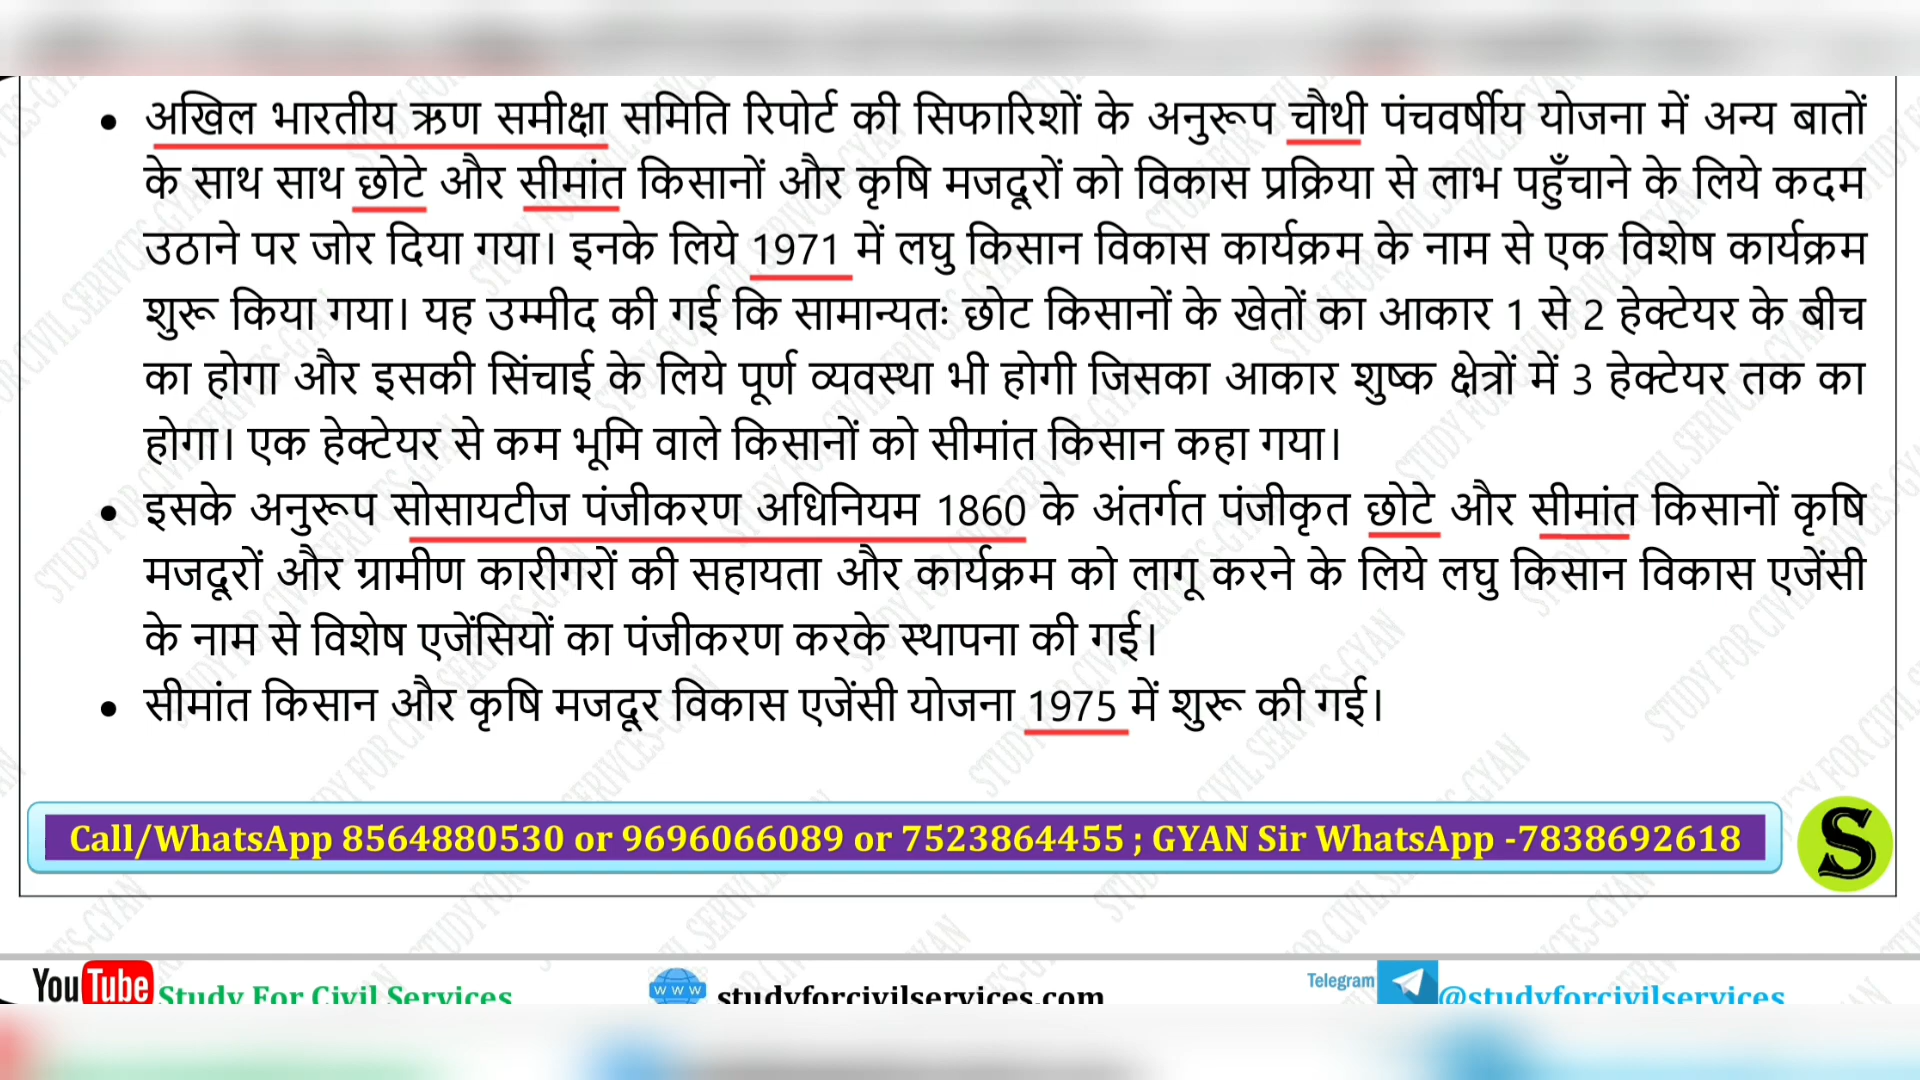 • अखिल भारतीय ऋण समीक्षा समिति रिपोर्ट की सिफारिशों के अनुरूप चौथी पंचवर्षीय योजना में अन्य बातों
के साथ साथ छोटे और सीमांत किसानों और कृषि मजदूरों को विकास प्रक्रिया से लाभ पहुँचाने के लिये कदम
उठाने पर जोर दिया गया। इनके लिये 1971 में लघु किसान विकास कार्यक्रम के नाम से एक विशेष कार्यक्रम
शुरू किया गया। यह उम्मीद की गई कि सामान्यतः छोट किसानों के खेतों का आकार 1 से 2 हेक्टेयर के बीच
का होगा और इसकी सिंचाई के लिये पूर्ण व्यवस्था भी होगी जिसका आकार शुष्क क्षेत्रों में 3 हेक्टेयर तक का
होगा। एक हेक्टेयर से कम भूमि वाले किसानों को सीमांत किसान कहा गया।
• इसके अनुरूप सोसायटीज पंजीकरण अधिनियम 1860 के अंतर्गत पंजीकृत छोटे और सीमांत किसानों कृषि
मजदूरों और ग्रामीण कारीगरों की सहायता और कार्यक्रम को लागू करने के लिये लघु किसान विकास एजेंसी
के नाम से विशेष एजेंसियों का पंजीकरण करके स्थापना की गई।
• सीमांत किसान और कृषि मजदूर विकास एजेंसी योजना 1975 में शुरू की गई।
Call/WhatsApp 8564880530 or 9696066089 or 7523864455 ; GYAN Sir WhatsApp -7838692618
S
YouTube Study For Civil Services
www studyforcivilservices.com
Telegram @studyforcivilservices